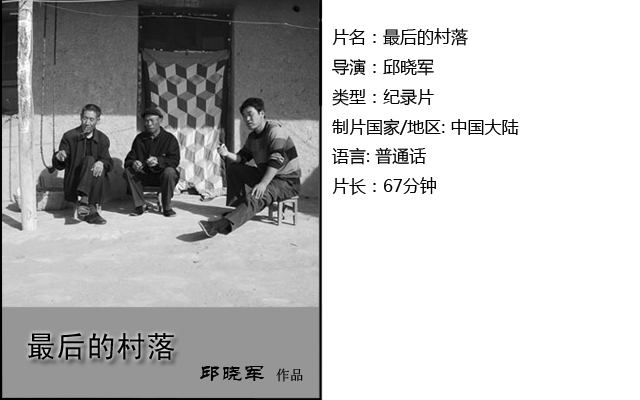 片名：最后的村落
导演：邱晓军
类型：纪录片
制片国家/地区: 中国大陆
语言: 普通话
片长：67分钟
最后的村落
邱晓军 作品